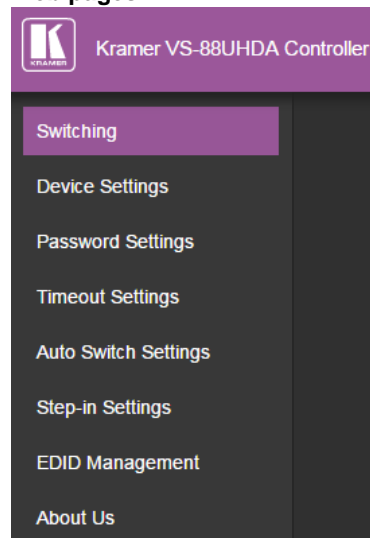 K
KRAMER
Kramer VS-88UHDA Controller
Switching
Device Settings
Password Settings
Timeout Settings
Auto Switch Settings
Step-in Settings
EDID Management
About Us